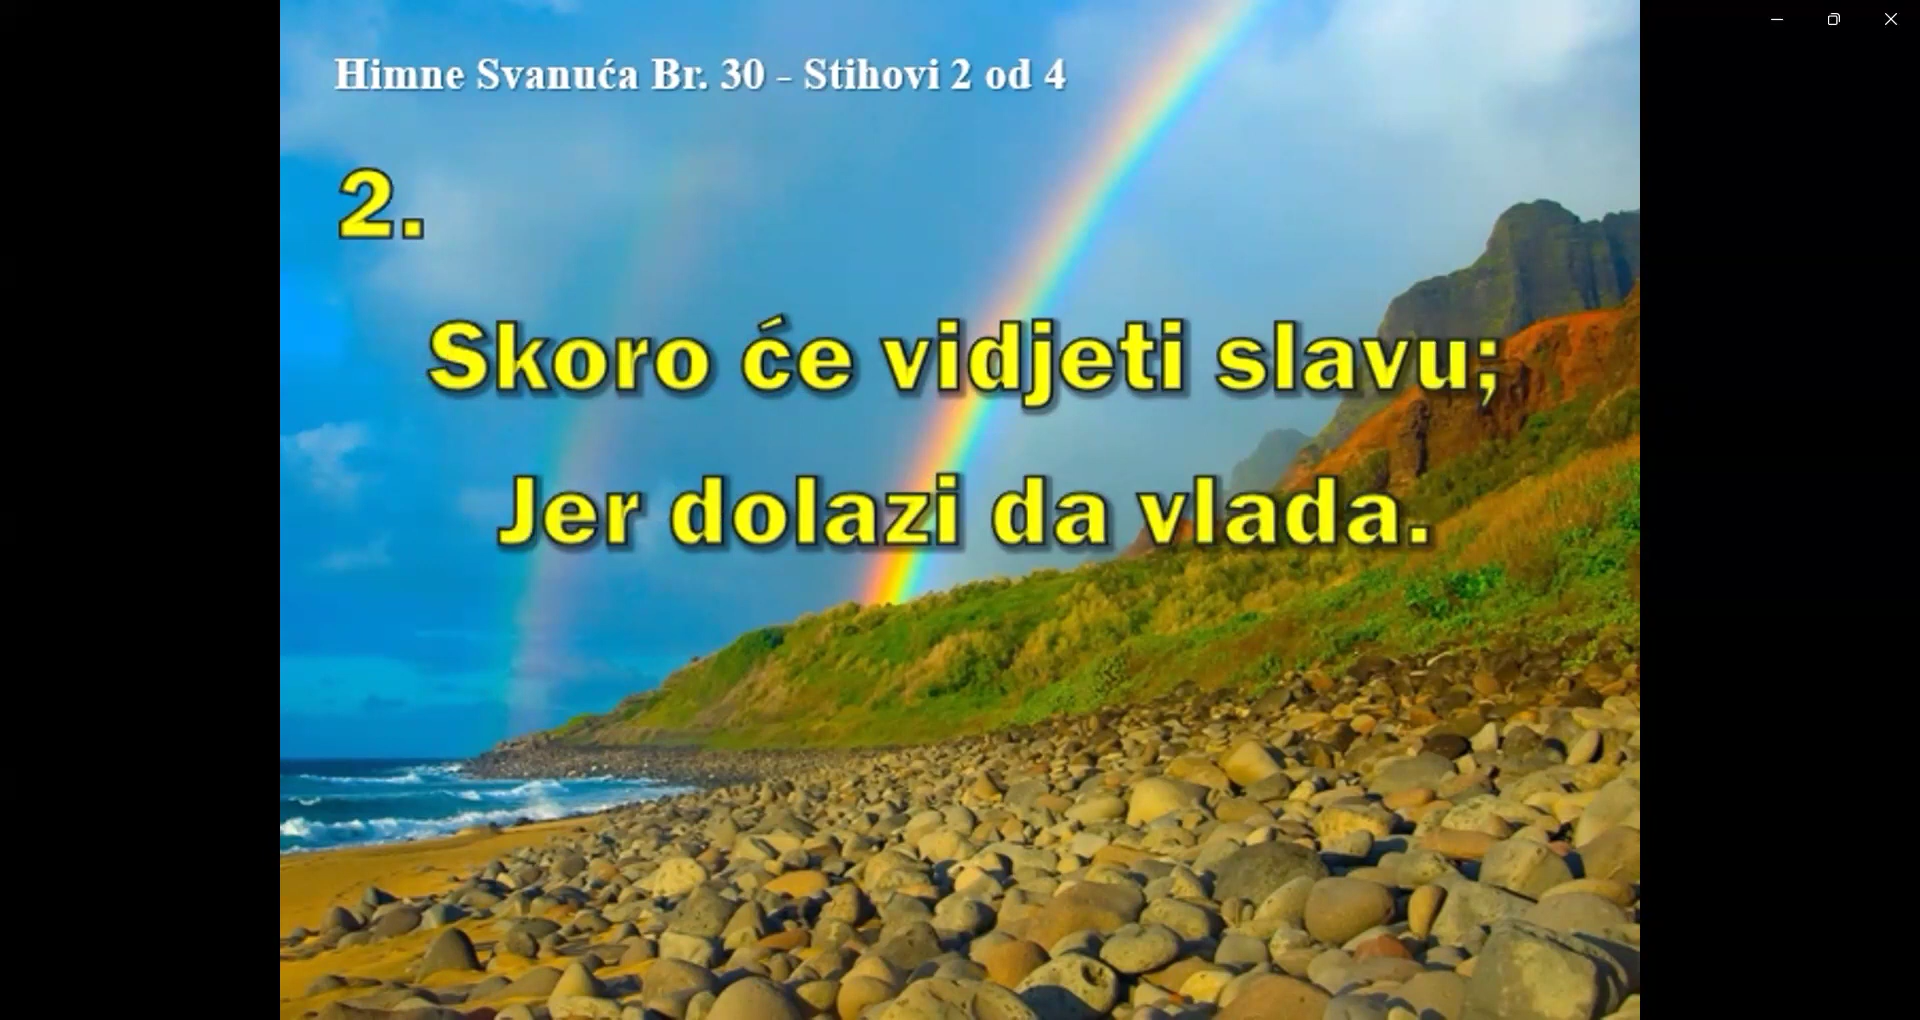 Himne Svanuća Br. 30 - Stihovi 2 od 4
2.
Skoro će vidjeti slavu;
Jer dolazi da vlada.